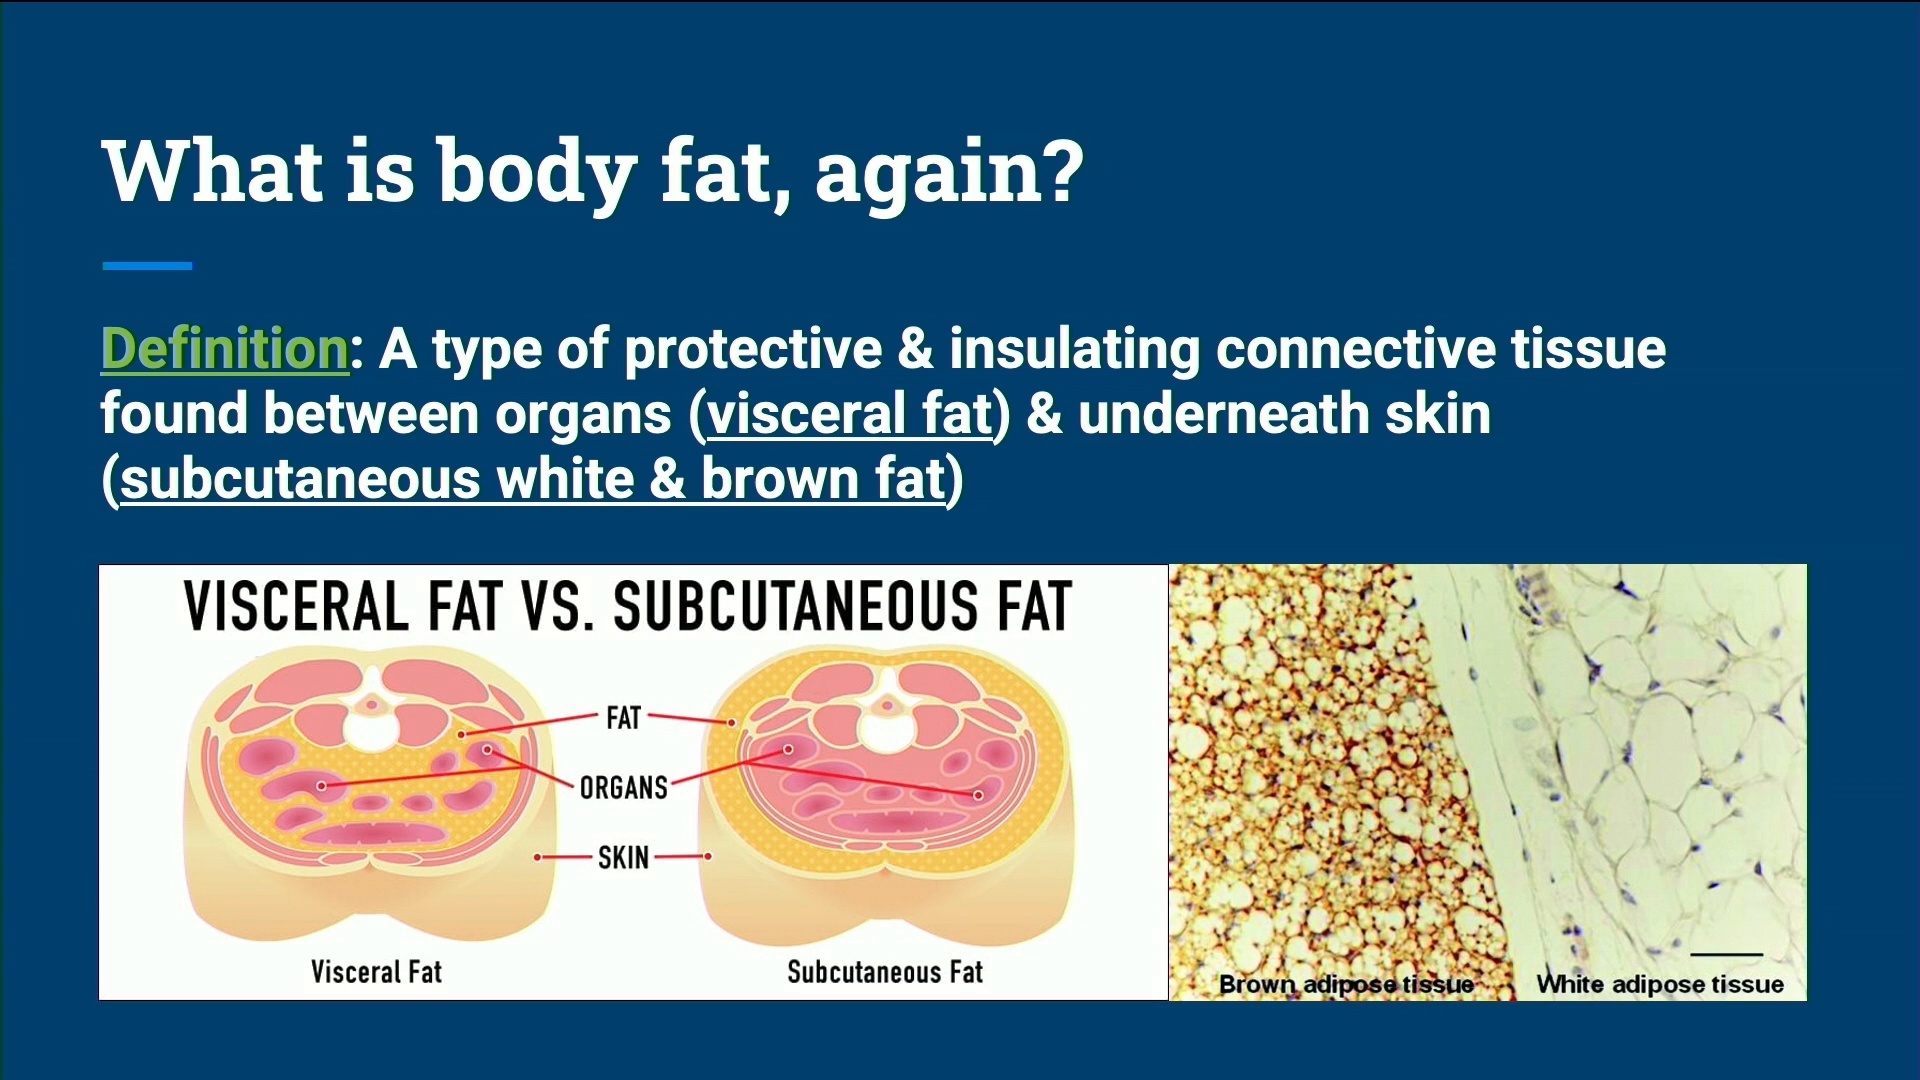 What is body fat, again?
Definition: A type of protective & insulating connective tissue
found between organs (visceral fat) & underneath skin
(subcutaneous white & brown fat)
VISCERAL FAT VS. SUBCUTANEOUS FAT
FAT
ORGANS
SKIN
Visceral Fat
Subcutaneous Fat
Brown adipose tissue
White adipose tissue